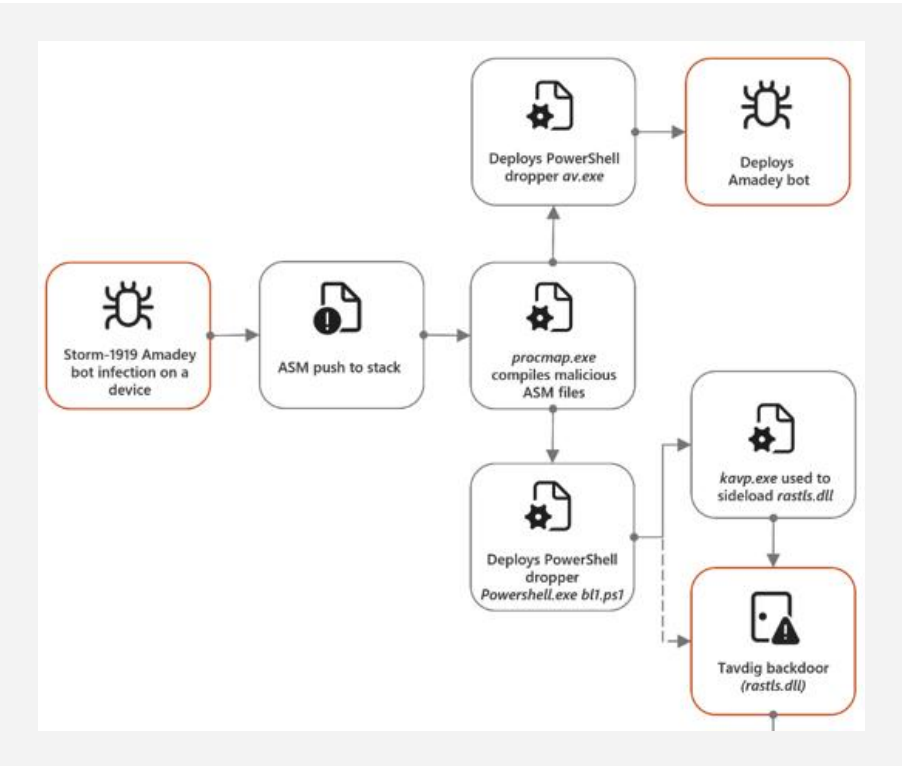 Deploys PowerShell
dropper av.exe
Deploys
Amadey bot
Storm-1919 Amadey
bot infection on a
device
ASM push to stack
procmap.exe
compiles malicious
ASM files
kavp.exe used to
sideload rastls.dll
Deploys PowerShell
dropper
Powershell.exe bl1.ps1
Tavdig backdoor
(rastls.dll)